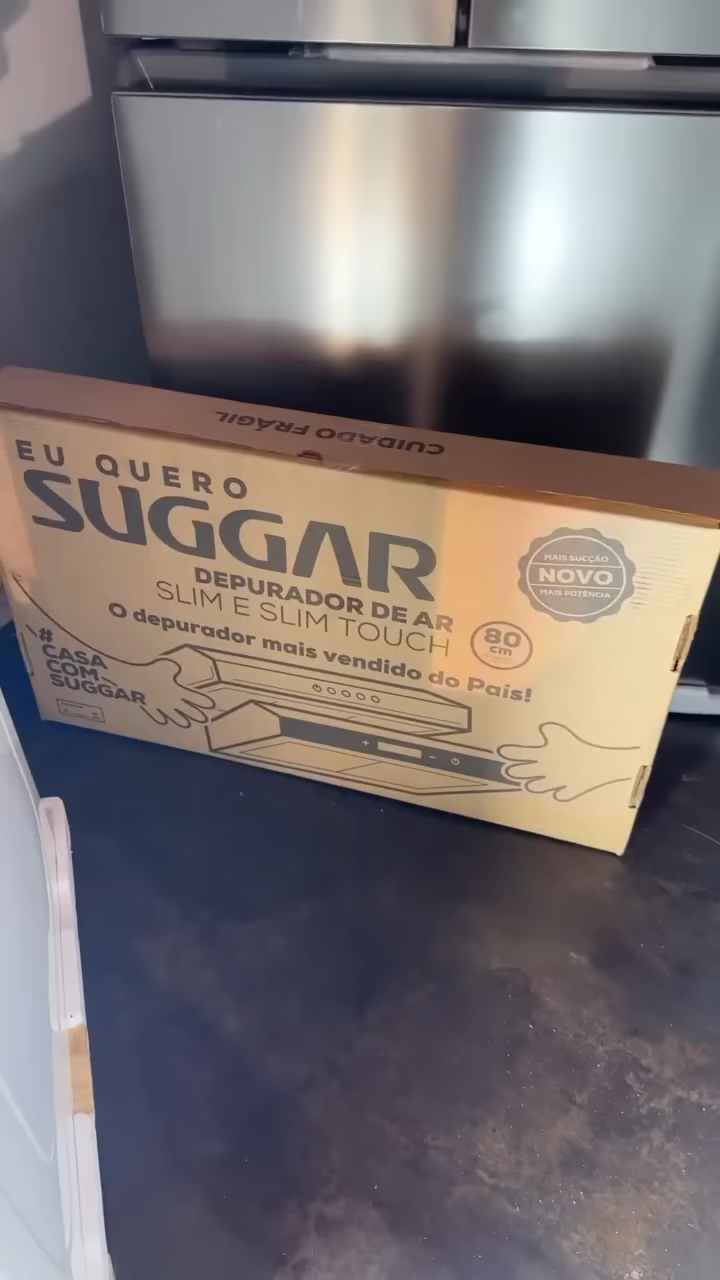 CUIDADO FRÁGIL
EU QUERO
SUGGAR
DEPURADOR DE AR
SLIM E SLIM TOUCH
O depurador mais vendido do País!
80
cm
MAIS SUCÇÃO
NOVO
MAIS POTÊNCIA
#
CASA
COM
SUGGAR